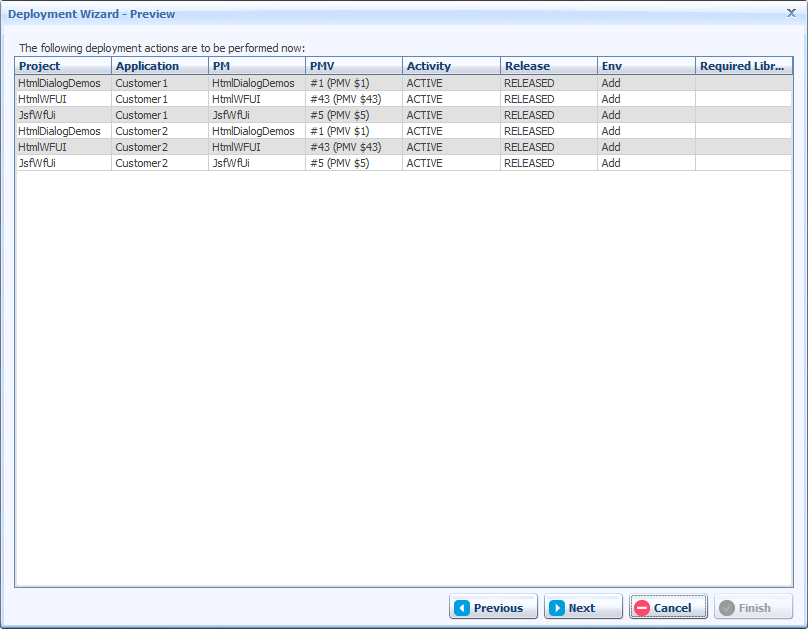 Deployment Wizard - Preview
The following deployment actions are to be performed now:
Project Application PM PMV Activity Release Env Required Libr...
HtmlDialogDemos Customer1 HtmlDialogDemos #1 (PMV $1) ACTIVE RELEASED Add
HtmlWFUI Customer1 HtmlWFUI #43 (PMV $43) ACTIVE RELEASED Add
JsfWfUi Customer1 JsfWfUi #5 (PMV $5) ACTIVE RELEASED Add
HtmlDialogDemos Customer2 HtmlDialogDemos #1 (PMV $1) ACTIVE RELEASED Add
HtmlWFUI Customer2 HtmlWFUI #43 (PMV $43) ACTIVE RELEASED Add
JsfWfUi Customer2 JsfWfUi #5 (PMV $5) ACTIVE RELEASED Add
Previous Next Cancel Finish